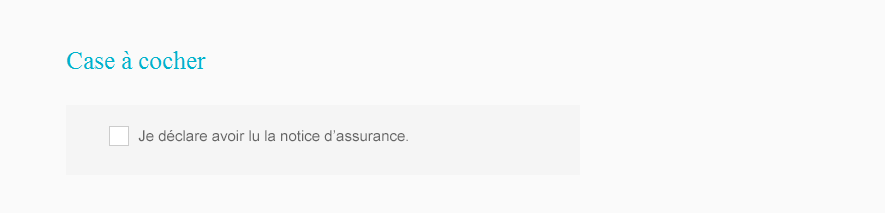 Case à cocher
Je déclare avoir lu la notice d’assurance.